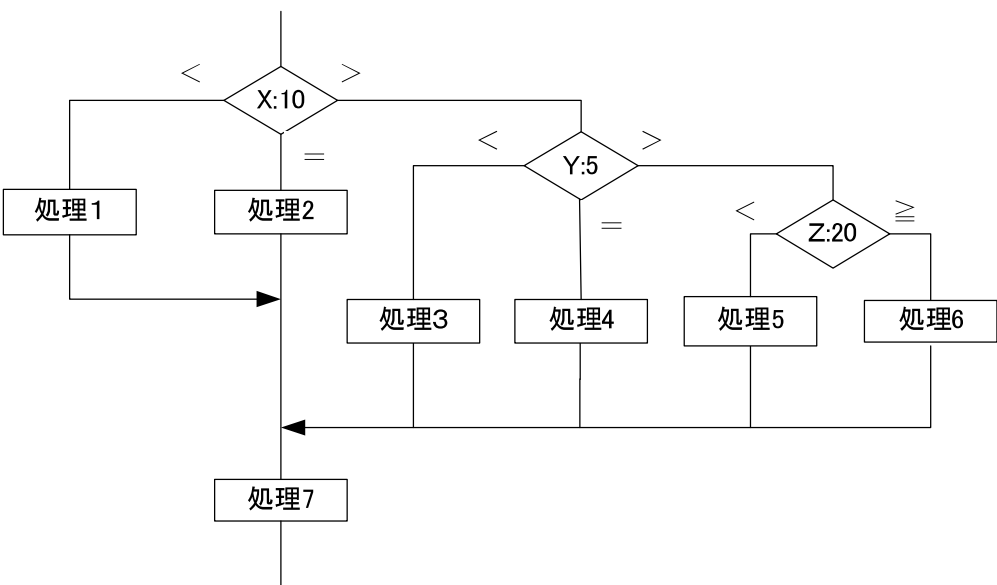 < X:10 >
=
< Y:5 >
=
< Z:20 ≧
処理1
処理2
処理3
処理4
処理5
処理6
処理7